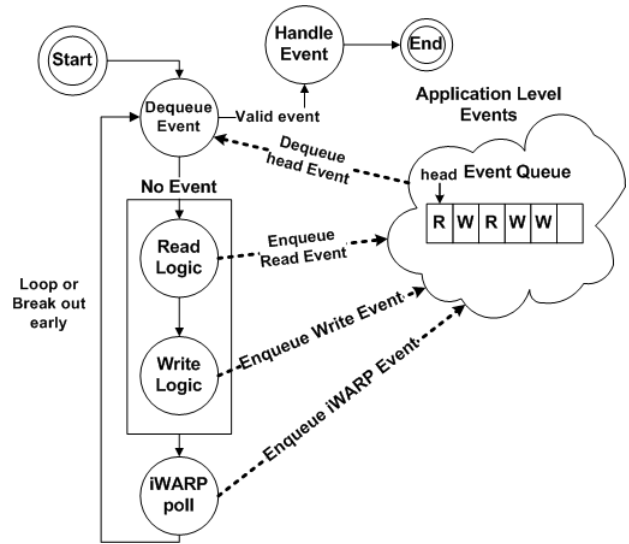 Start
Handle
Event
End
Dequeue
Event
Valid event
Application Level
Events
Dequeue
head Event
head
Event Queue
R W R W W
No Event
Read
Logic
Enqueue
Read Event
Loop or
Break out
early
Write
Logic
Enqueue Write Event
Enqueue iWARP Event
iWARP
poll